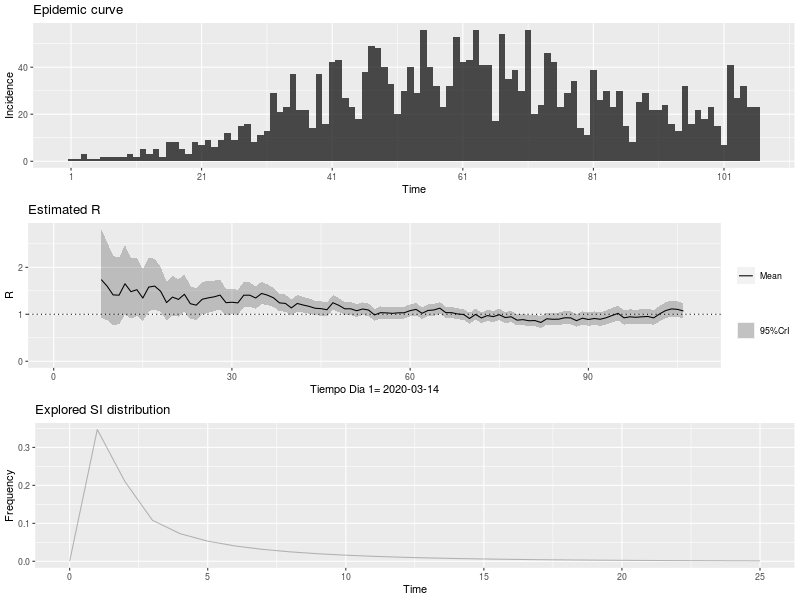 Epidemic curve
Incidence
40
20
0
1
21
41
61
81
101
Time
Estimated R
R
2
1
0
0
30
60
90
Tiempo Dia 1= 2020-03-14
Mean
95%CrI
Explored SI distribution
Frequency
0.3
0.2
0.1
0.0
0
5
10
15
20
25
Time